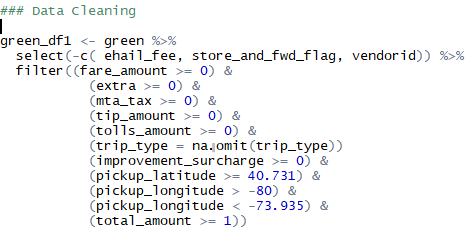 ### Data Cleaning
green_df1 <- green %>%
select(-c( ehail_fee, store_and_fwd_flag, vendorid)) %>%
filter((fare_amount >= 0) &
(extra >= 0) &
(mta_tax >= 0) &
(tip_amount >= 0) &
(tolls_amount >= 0) &
(trip_type = na.omit(trip_type))
(improvement_surcharge >= 0) &
(pickup_latitude >= 40.731) &
(pickup_longitude > -80) &
(pickup_longitude < -73.935) &
(total_amount >= 1))